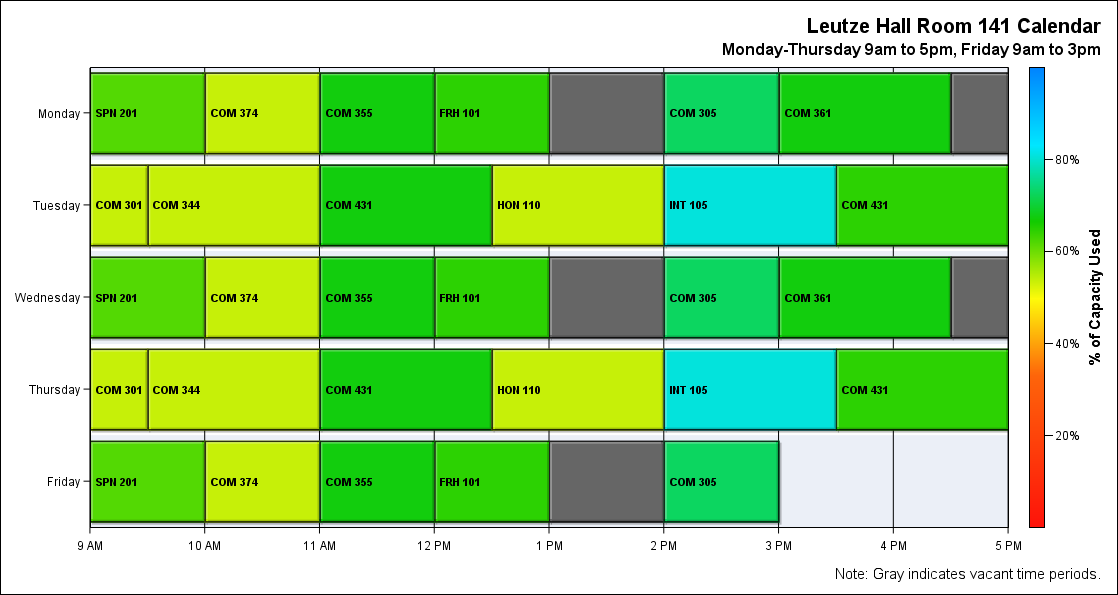 Leutze Hall Room 141 Calendar
Monday-Thursday 9am to 5pm, Friday 9am to 3pm
Monday
SPN 201 COM 374 COM 355 FRH 101 COM 305 COM 361
Tuesday
COM 301 COM 344 COM 431 HON 110 INT 105 COM 431
Wednesday
SPN 201 COM 374 COM 355 FRH 101 COM 305 COM 361
Thursday
COM 301 COM 344 COM 431 HON 110 INT 105 COM 431
Friday
SPN 201 COM 374 COM 355 FRH 101 COM 305
9 AM 10 AM 11 AM 12 PM 1 PM 2 PM 3 PM 4 PM 5 PM
80%
60%
40%
20%
% of Capacity Used
Note: Gray indicates vacant time periods.